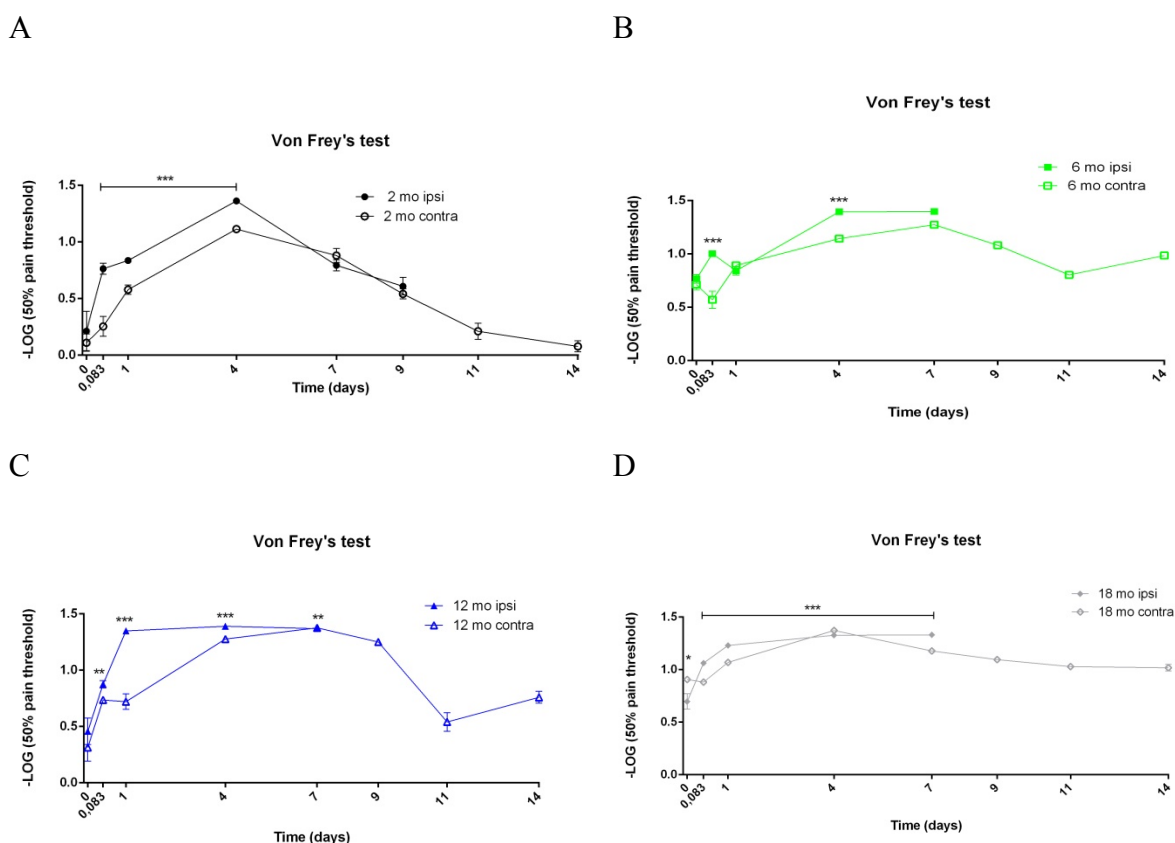 A
Von Frey's test
***
2 mo ipsi
2 mo contra
-LOG (50% pain threshold)
1.5
1.0
0.5
0.0
0
0,083
1
4
7
9
11
14
Time (days)
B
Von Frey's test
6 mo ipsi
6 mo contra
***
***
-LOG (50% pain threshold)
1.5
1.0
0.5
0.0
0
0,083
1
4
7
9
11
14
Time (days)
C
Von Frey's test
12 mo ipsi
12 mo contra
**
***
***
**
-LOG (50% pain threshold)
1.5
1.0
0.5
0.0
0
0,083
1
4
7
9
11
14
Time (days)
D
Von Frey's test
18 mo ipsi
18 mo contra
*
***
-LOG (50% pain threshold)
1.5
1.0
0.5
0.0
0
0,083
1
4
7
9
11
14
Time (days)